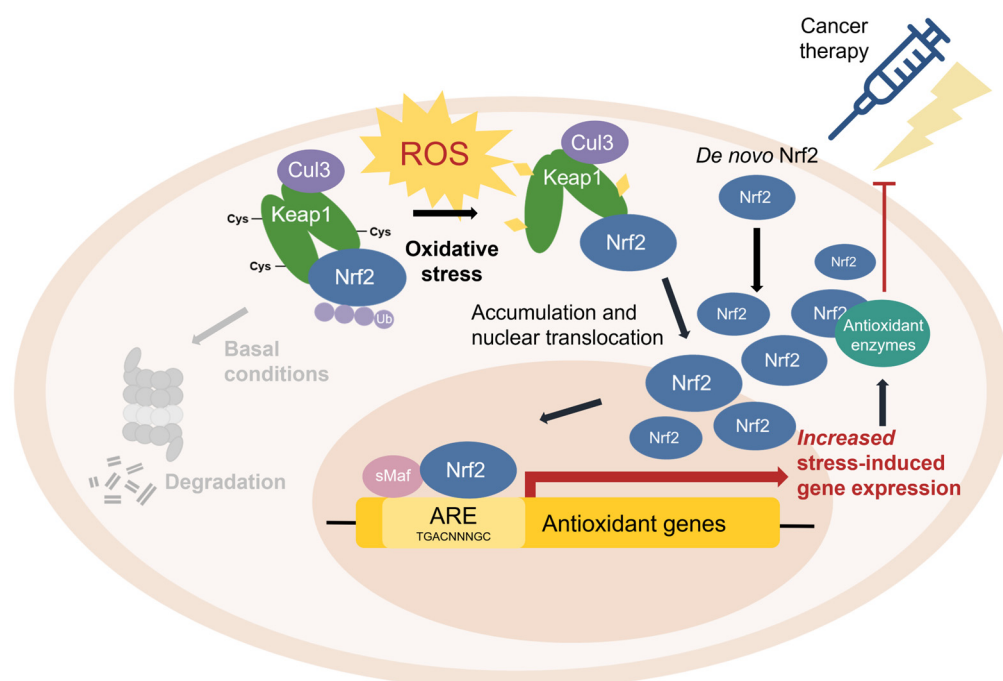 Cancer
therapy
ROS
Cul3
Keap1
Cys
Cys
Cys
Nrf2
Ub
Oxidative
stress
Cul3
Keap1
Nrf2
De novo Nrf2
Nrf2
Nrf2
Nrf2
Nrf2
Nrf2
Antioxidant
enzymes
Accumulation and
nuclear translocation
Nrf2
Nrf2
Nrf2
Basal
conditions
Degradation
sMaf
Nrf2
ARE
TGACNNNGC
Antioxidant genes
Increased
stress-induced
gene expression